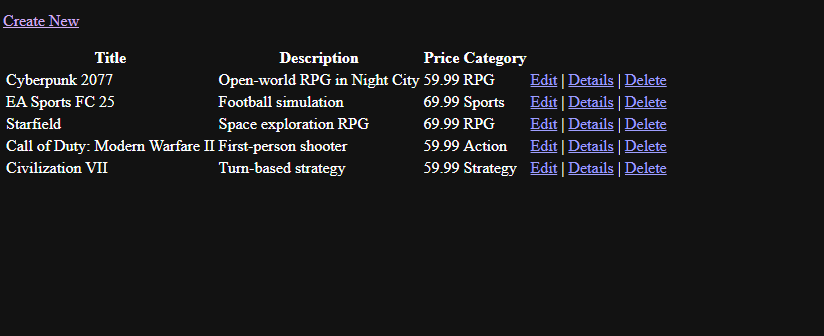 Create New
Title Description Price Category
Cyberpunk 2077 Open-world RPG in Night City 59.99 RPG Edit | Details | Delete
EA Sports FC 25 Football simulation 69.99 Sports Edit | Details | Delete
Starfield Space exploration RPG 69.99 RPG Edit | Details | Delete
Call of Duty: Modern Warfare II First-person shooter 59.99 Action Edit | Details | Delete
Civilization VII Turn-based strategy 59.99 Strategy Edit | Details | Delete